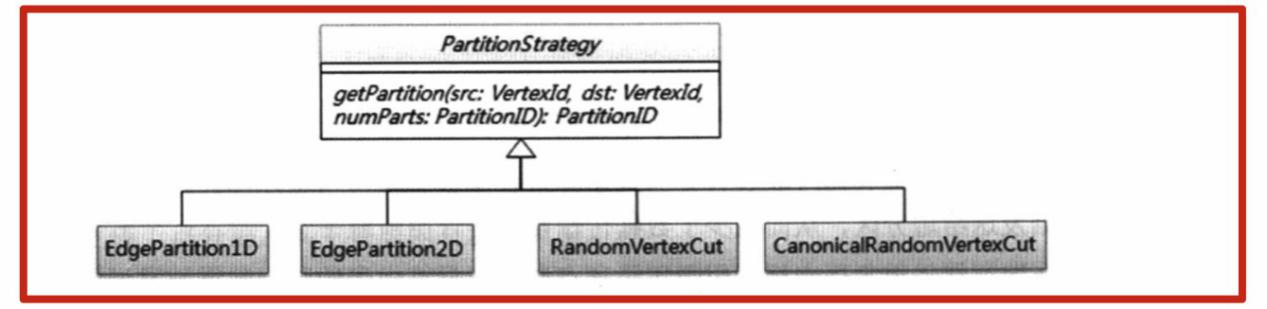 PartitionStrategy
getPartition(src: VertexId, dst: VertexId,
numParts: PartitionID): PartitionID
EdgePartition1D
EdgePartition2D
RandomVertexCut
CanonicalRandomVertexCut